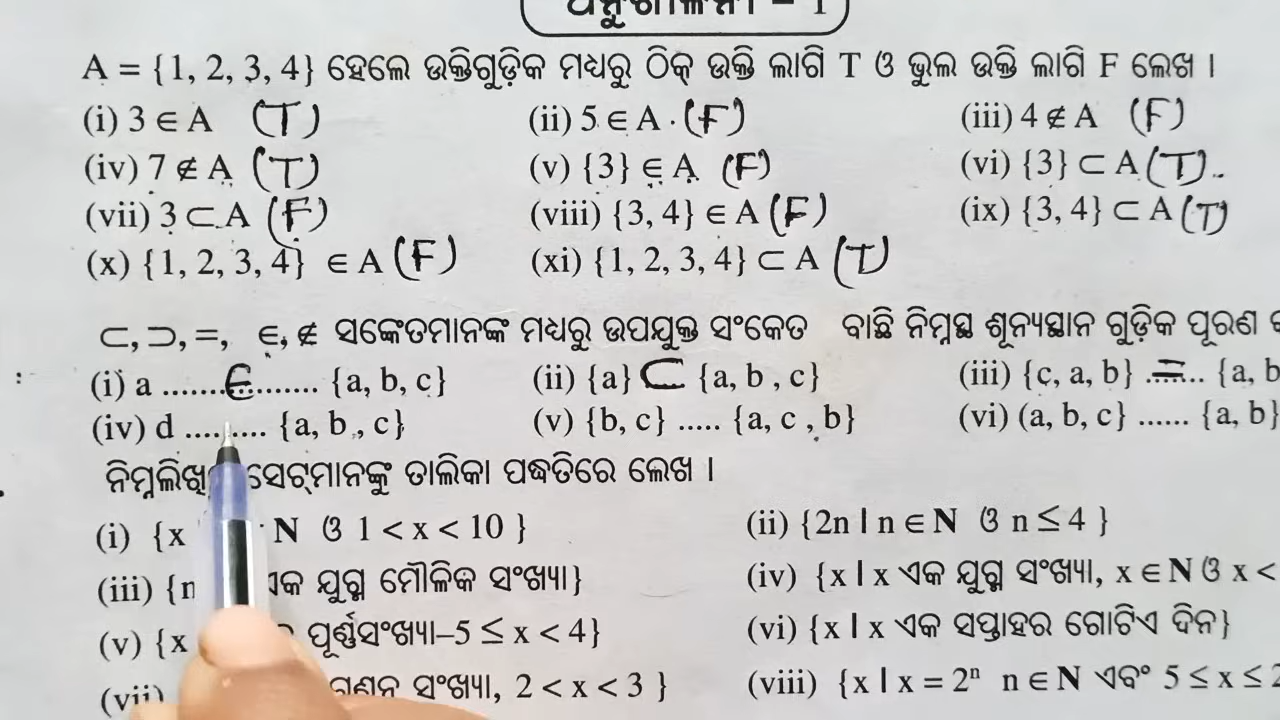 – 1
A = {1, 2, 3, 4} ହେଲେ ଉକ୍ତିଗୁଡ଼ିକ ମଧ୍ୟରୁ ଠିକ୍ ଉକ୍ତି ଲାଗି T ଓ ଭୁଲ ଉକ୍ତି ଲାଗି F ଲେଖ ।
(i) 3 ∈ A (T) (ii) 5 ∈ A . (F) (iii) 4 ∉ A (F)
(iv) 7 ∉ A (T) (v) {3} ∈ A (F) (vi) {3} ⊂ A (T)
(vii) 3 ⊂ A (F) (viii) {3, 4} ∈ A (F) (ix) {3, 4} ⊂ A (T)
(x) {1, 2, 3, 4} ∈ A (F) (xi) {1, 2, 3, 4} ⊂ A (T)
⊂, ⊃, =, ∈, ∉ ସଙ୍କେତମାନଙ୍କ ମଧ୍ୟରୁ ଉପଯୁକ୍ତ ସଂକେତ ବାଛି ନିମ୍ନସ୍ଥ ଶୂନ୍ୟସ୍ଥାନ ଗୁଡ଼ିକ ପୂରଣ
(i) a .......∈......... {a, b, c} (ii) {a} ⊂ {a, b , c} (iii) {c, a, b} ...=... {a, b
(iv) d ......... {a, b , c} (v) {b, c} ..... {a, c , b} (vi) (a, b, c} ...... {a, b}
ସେଟ୍‌ମାନଙ୍କୁ ତାଲିକା ପଦ୍ଧତିରେ ଲେଖ ।
(i) {x N ଓ 1 < x < 10 } (ii) {2n I n ∈ N ଓ n ≤ 4 }
(iii) {n ଏକ ଯୁଗ୍ମ ମୌଳିକ ସଂଖ୍ୟା} (iv) {x I x ଏକ ଯୁଗ୍ମ ସଂଖ୍ୟା, x ∈ N ଓ x <
(v) {x ପୂର୍ଣ୍ଣସଂଖ୍ୟା–5 ≤ x < 4} (vi) {x I x ଏକ ସପ୍ତାହର ଗୋଟିଏ ଦିନ}
(vii) ସଂଖ୍ୟା, 2 < x < 3 } (viii) {x I x = 2ⁿ n ∈ N ଏବଂ 5 ≤ x ≤ 2